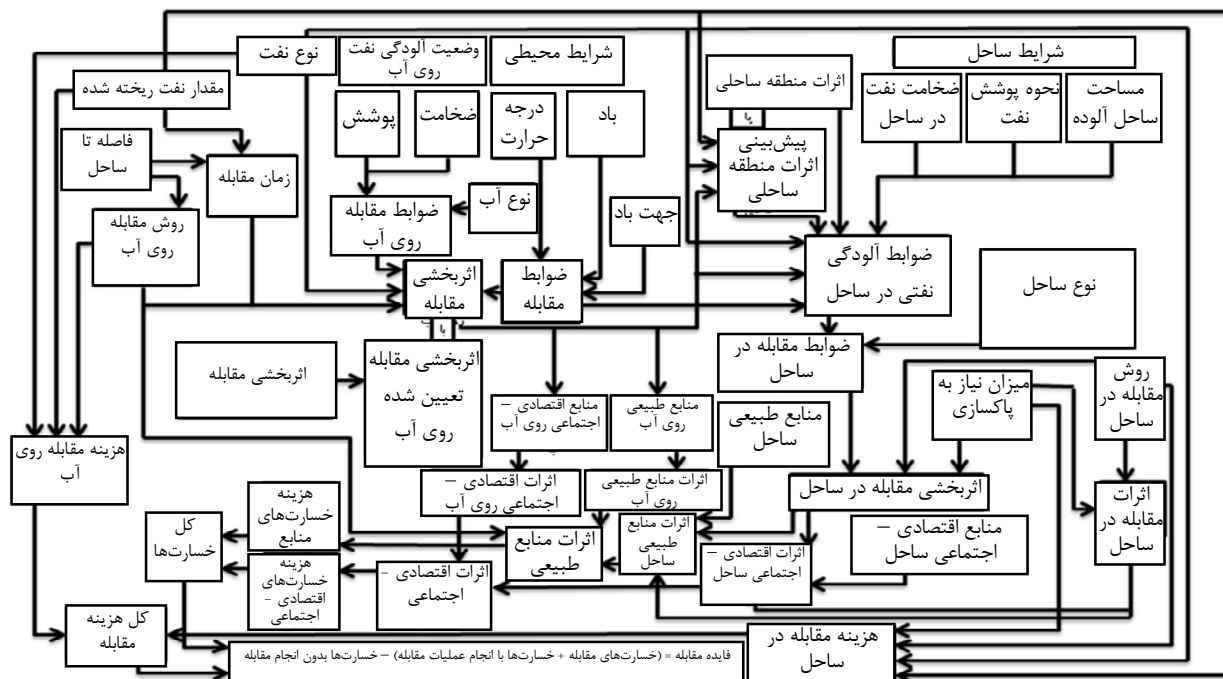 نوع نفت
وضعیت آلودگی نفت
روی آب
شرایط محیطی
شرایط ساحل
مقدار نفت ریخته شده
اثرات منطقه ساحلی
ضخامت نفت
در ساحل
نحوه پوشش
نفت
مساحت
ساحل آلوده
پوشش
ضخامت
درجه
حرارت
باد
یا
پیش‌بینی
اثرات منطقه
ساحلی
فاصله تا
ساحل
زمان مقابله
روش مقابله
روی آب
ضوابط مقابله
روی آب
نوع آب
جهت باد
ضوابط آلودگی
نفتی در ساحل
نوع ساحل
اثربخشی
مقابله
ضوابط
مقابله
یا
اثربخشی مقابله
اثربخشی مقابله
تعیین شده
روی آب
ضوابط مقابله در
ساحل
روش
مقابله در
ساحل
میزان نیاز به
پاکسازی
منابع اقتصادی –
اجتماعی روی آب
منابع طبیعی
روی آب
منابع طبیعی
ساحل
هزینه مقابله روی
آب
اثرات اقتصادی –
اجتماعی روی آب
اثرات منابع طبیعی
روی آب
اثربخشی مقابله در ساحل
اثرات
مقابله در
ساحل
هزینه
خسارت‌های
منابع
کل
خسارت‌ها
اثرات منابع
طبیعی
اثرات منابع
طبیعی
ساحل
منابع اقتصادی –
اجتماعی ساحل
اثرات اقتصادی –
اجتماعی ساحل
هزینه
خسارت‌های
اقتصادی –
اجتماعی
اثرات اقتصادی –
اجتماعی
کل هزینه
مقابله
هزینه مقابله در
ساحل
فایده مقابله = (خسارت‌های مقابله + خسارت‌ها با انجام عملیات مقابله) – خسارت‌ها بدون انجام مقابله